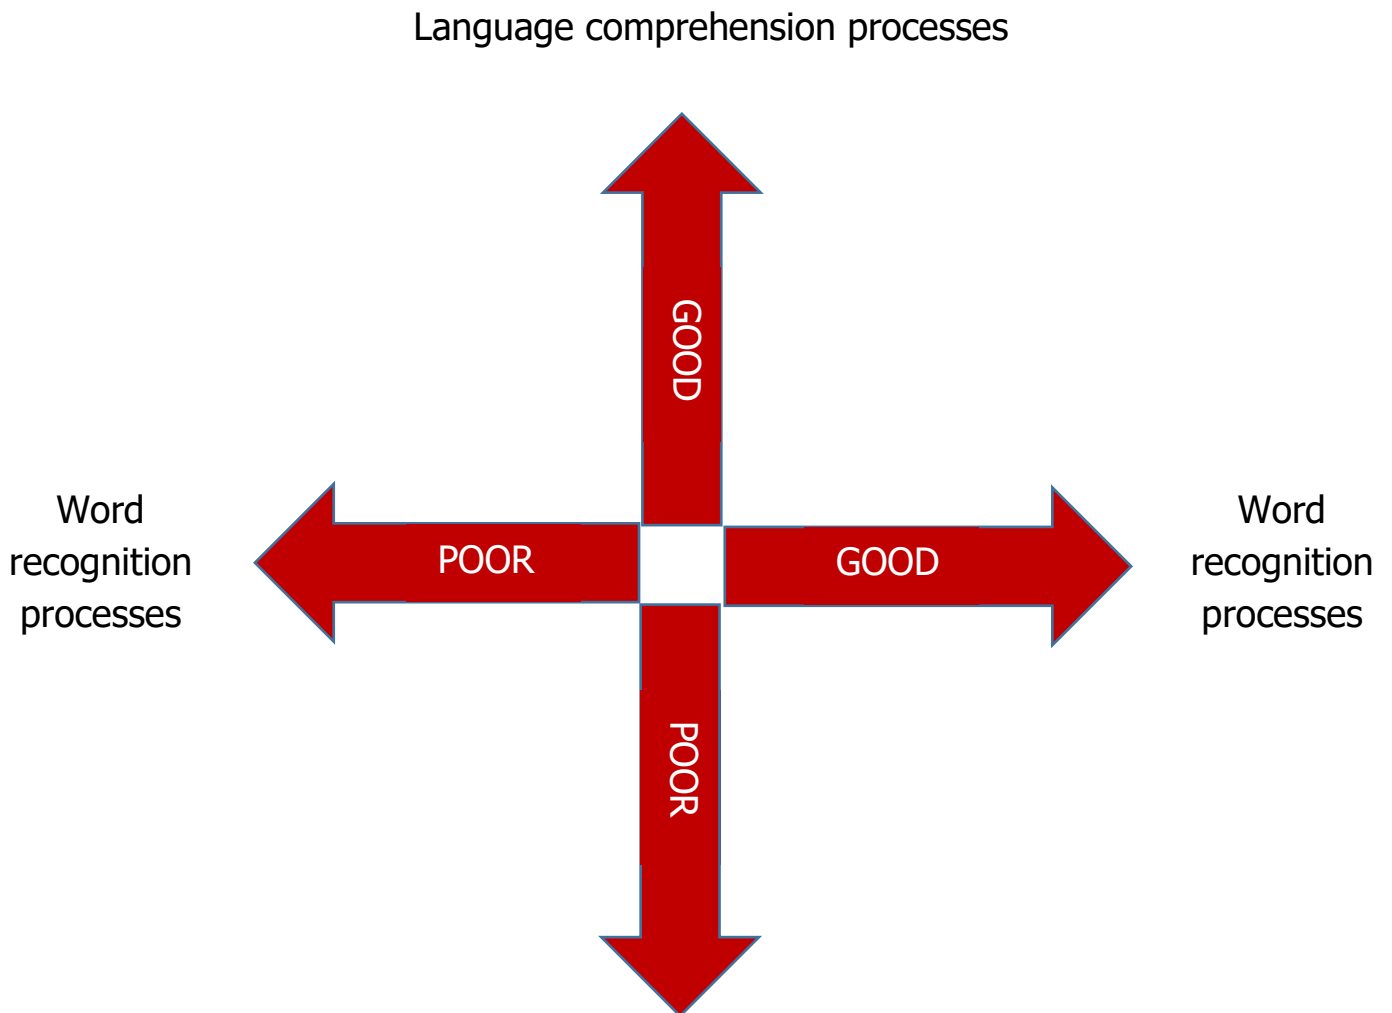 Language comprehension processes
GOOD
Word
recognition
processes
POOR
GOOD
Word
recognition
processes
POOR